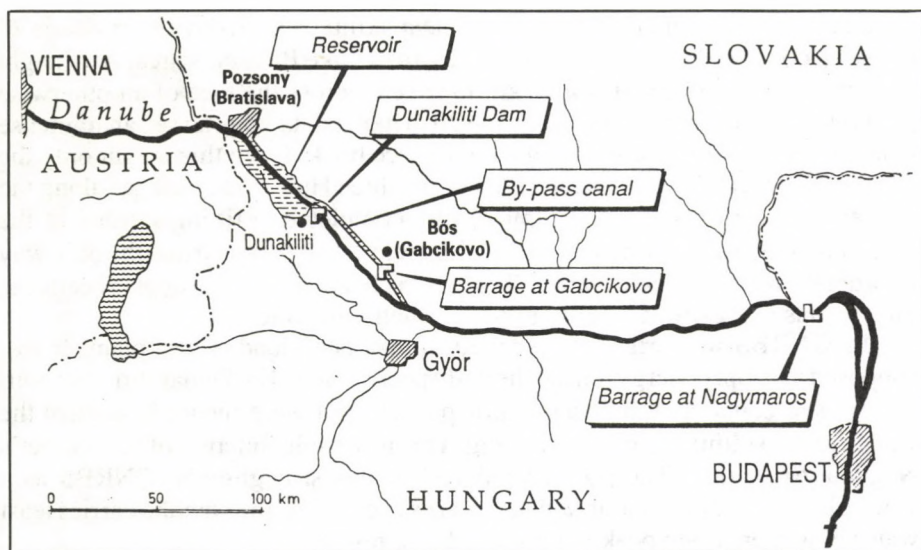 Reservoir
SLOVAKIA
VIENNA
Pozsony
(Bratislava)
Danube
Dunakiliti Dam
AUSTRIA
By-pass canal
Dunakiliti
Bős
(Gabcikovo)
Barrage at Gabcikovo
Györ
Barrage at Nagymaros
BUDAPEST
0 50 100 km
HUNGARY